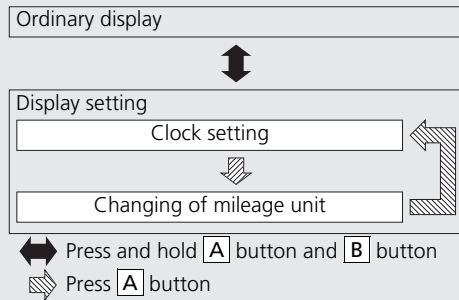 Ordinary display
Display setting
Clock setting
Changing of mileage unit
Press and hold A button and B button
Press A button